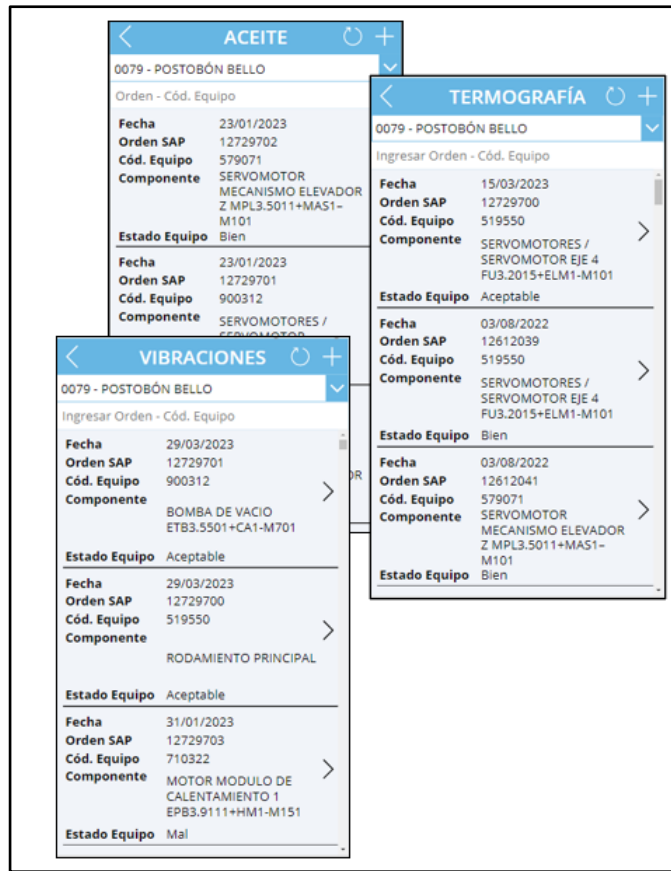 ACEITE
0079 - POSTOBÓN BELLO
Orden - Cód. Equipo
Fecha 23/01/2023
Orden SAP 12729702
Cód. Equipo 579071
Componente SERVOMOTOR
MECANISMO ELEVADOR
Z MPL3.5011+MAS1–
M101
Estado Equipo Bien
Fecha 23/01/2023
Orden SAP 12729701
Cód. Equipo 900312
Componente SERVOMOTORES /
SERVOMOTOR
TERMOGRAFÍA
0079 - POSTOBÓN BELLO
Ingresar Orden - Cód. Equipo
Fecha 15/03/2023
Orden SAP 12729700
Cód. Equipo 519550
Componente SERVOMOTORES /
SERVOMOTOR EJE 4
FU3.2015+ELM1-M101
Estado Equipo Aceptable
Fecha 03/08/2022
Orden SAP 12612039
Cód. Equipo 519550
Componente SERVOMOTORES /
SERVOMOTOR EJE 4
FU3.2015+ELM1-M101
Estado Equipo Bien
Fecha 03/08/2022
Orden SAP 12612041
Cód. Equipo 579071
Componente SERVOMOTOR
MECANISMO ELEVADOR
Z MPL3.5011+MAS1–
M101
Estado Equipo Bien
VIBRACIONES
0079 - POSTOBÓN BELLO
Ingresar Orden - Cód. Equipo
Fecha 29/03/2023
Orden SAP 12729701
Cód. Equipo 900312
Componente
BOMBA DE VACIO
ETB3.5501+CA1-M701
Estado Equipo Aceptable
Fecha 29/03/2023
Orden SAP 12729700
Cód. Equipo 519550
Componente
RODAMIENTO PRINCIPAL
Estado Equipo Aceptable
Fecha 31/01/2023
Orden SAP 12729703
Cód. Equipo 710322
Componente MOTOR MODULO DE
CALENTAMIENTO 1
EPB3.9111+HM1-M151
Estado Equipo Mal